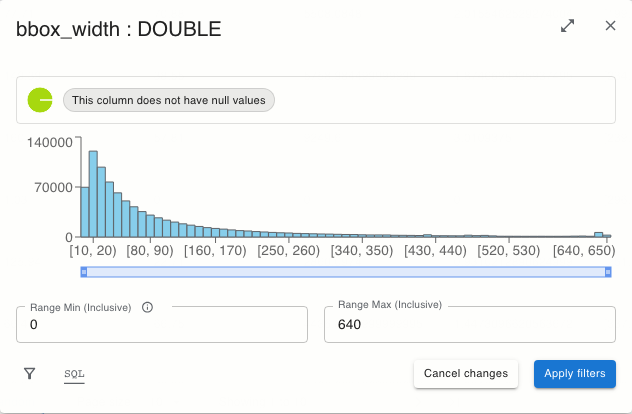 bbox_width : DOUBLE
This column does not have null values
140000
70000
0
[10, 20) [80, 90) [160, 170) [250, 260) [340, 350) [430, 440) [520, 530) [640, 650)
Range Min (Inclusive) Range Max (Inclusive)
0 640
SQL Cancel changes Apply filters